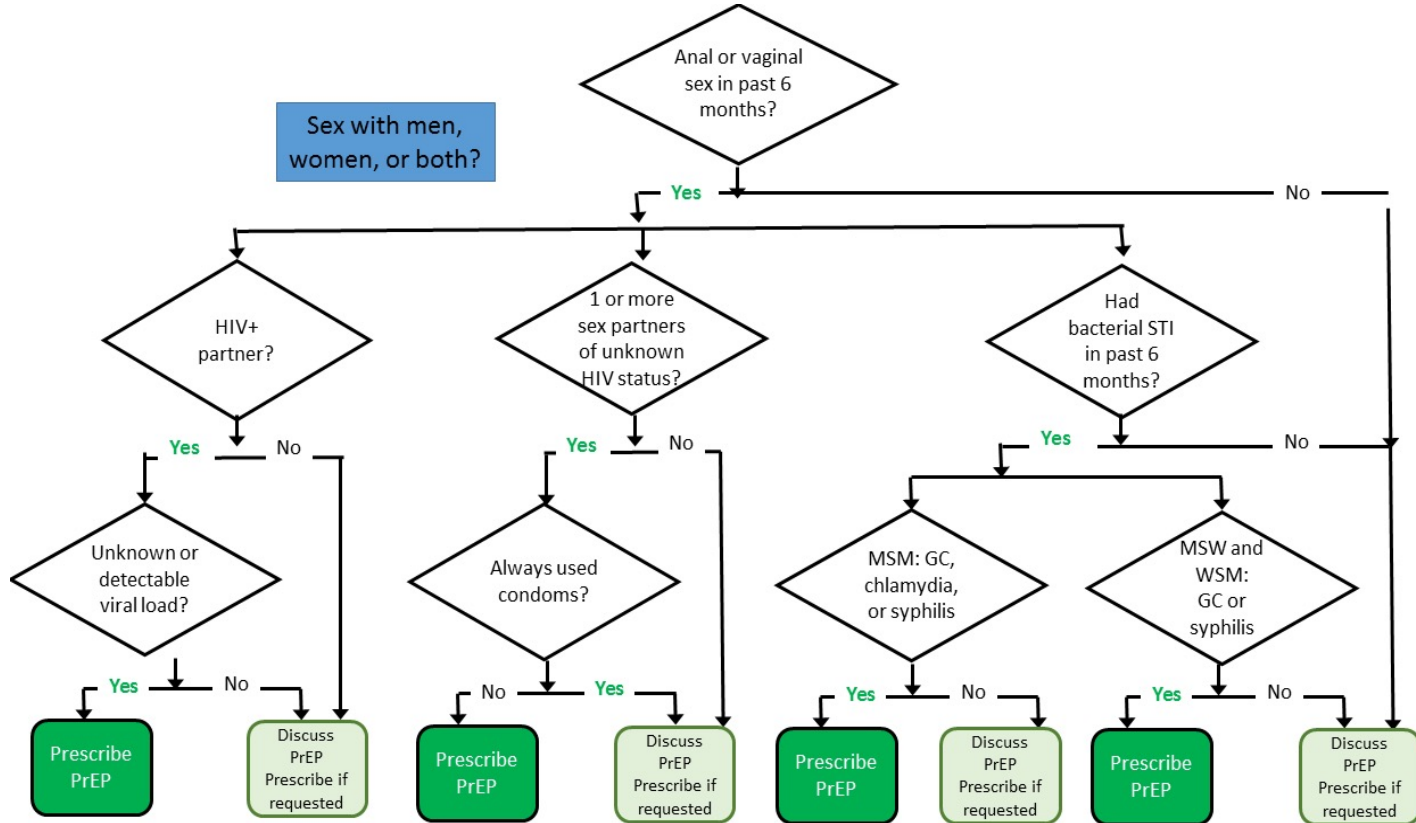 Anal or vaginal
sex in past 6
months?
Sex with men,
women, or both?
Yes
No
HIV+
partner?
1 or more
sex partners
of unknown
HIV status?
Had
bacterial STI
in past 6
months?
Yes
No
Yes
No
Yes
No
Unknown or
detectable
viral load?
Always used
condoms?
MSM: GC,
chlamydia,
or syphilis
MSW and
WSM:
GC or
syphilis
Yes
No
No
Yes
Yes
No
Yes
No
Prescribe
PrEP
Discuss
PrEP
Prescribe if
requested
Prescribe
PrEP
Discuss
PrEP
Prescribe if
requested
Prescribe
PrEP
Discuss
PrEP
Prescribe if
requested
Prescribe
PrEP
Discuss
PrEP
Prescribe if
requested